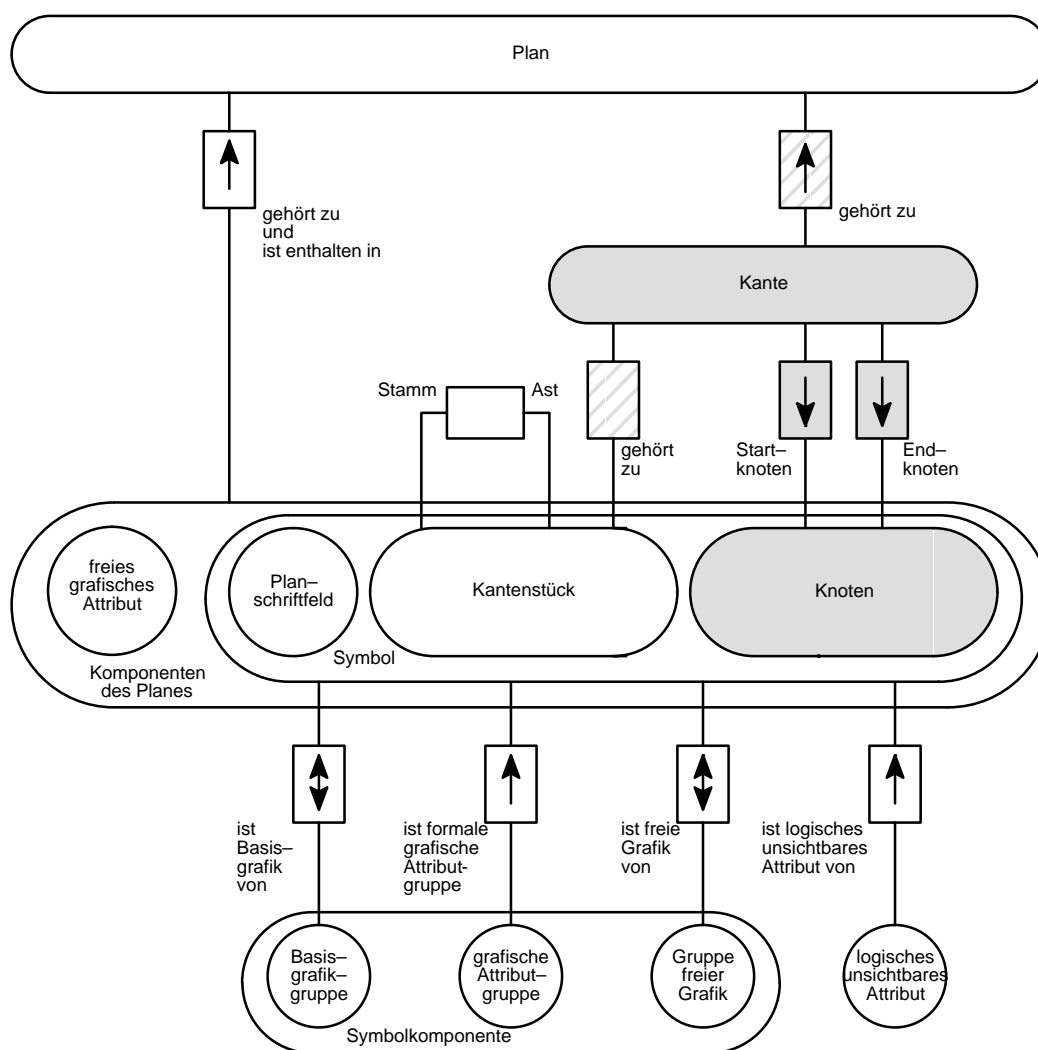 Plan
gehört zu
und
ist enthalten in
gehört zu
Kante
Stamm
Ast
gehört
zu
Start–
knoten
End–
knoten
freies
grafisches
Attribut
Plan–
schriftfeld
Kantenstück
Knoten
Symbol
Komponenten
des Planes
ist
Basis–
grafik
von
ist formale
grafische
Attribut-
gruppe
ist freie
Grafik
von
ist logisches
unsichtbares
Attribut von
Basis–
grafik–
gruppe
grafische
Attribut–
gruppe
Gruppe
freier
Grafik
logisches
unsichtbares
Attribut
Symbolkomponente